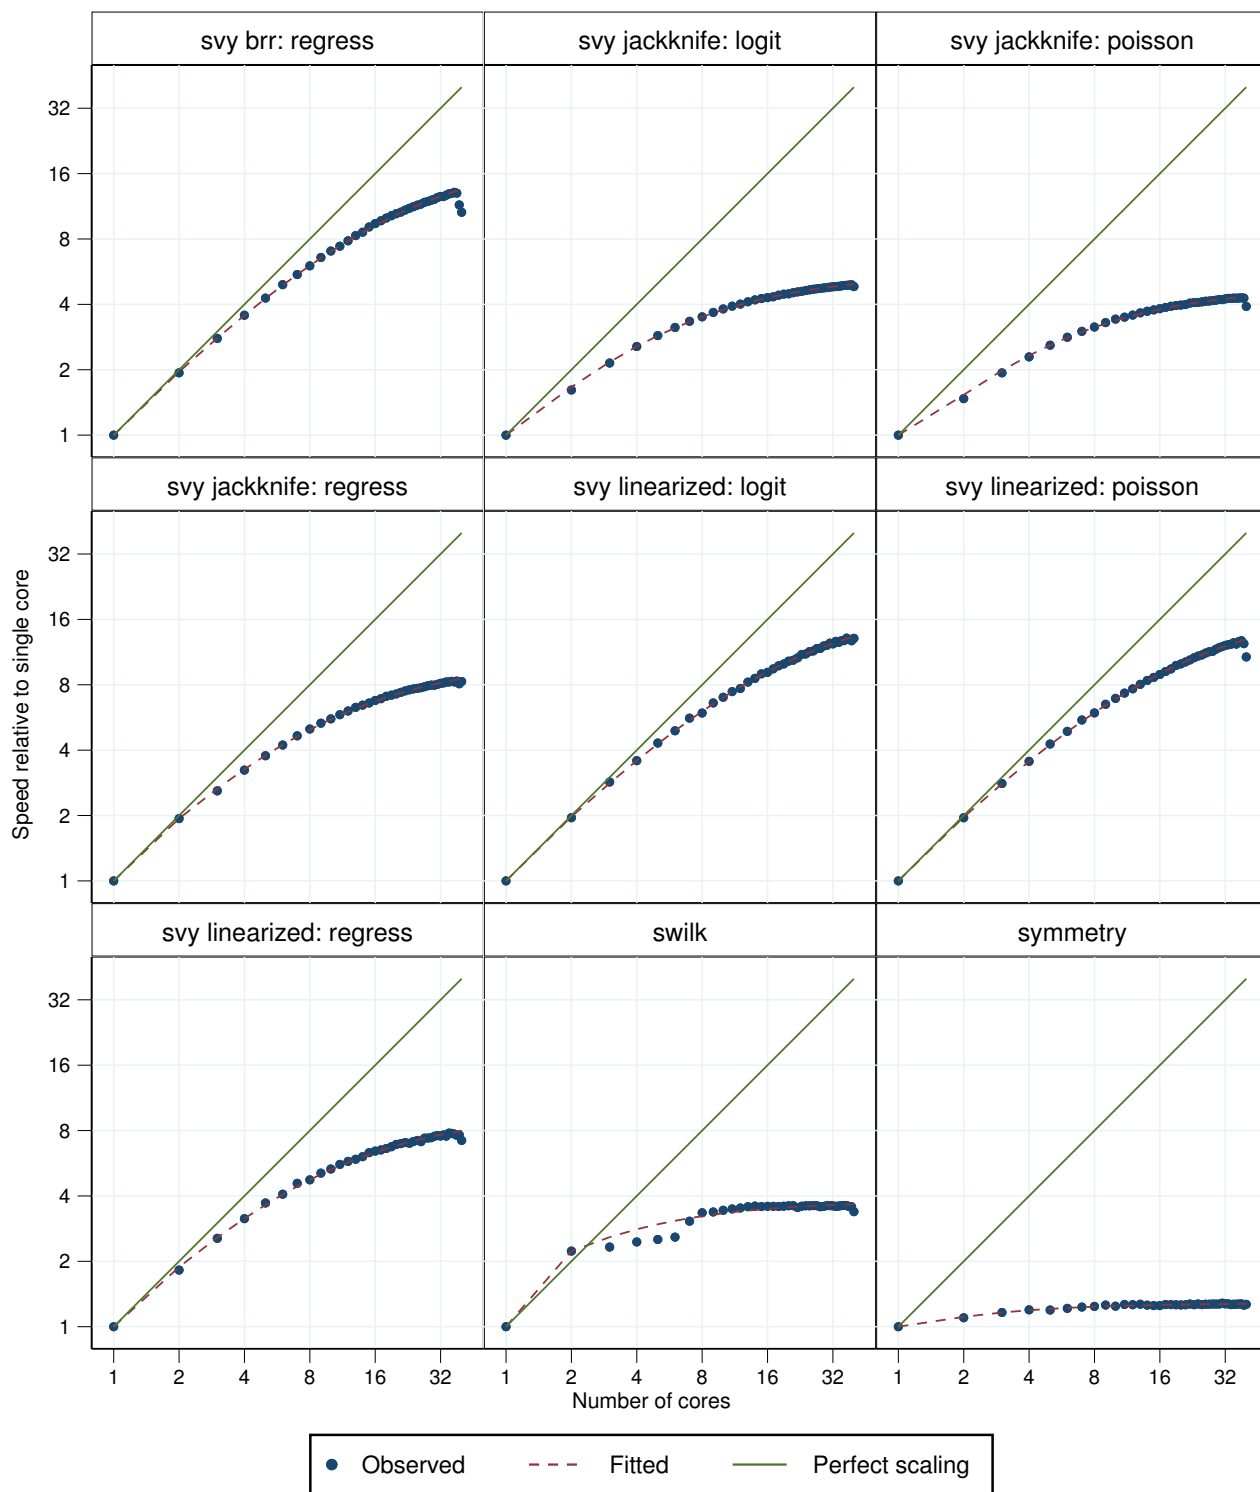 svy brr: regress
svy jackknife: logit
svy jackknife: poisson
32
16
8
4
2
1
svy jackknife: regress
svy linearized: logit
svy linearized: poisson
32
16
8
4
2
1
Speed relative to single core
svy linearized: regress
swilk
symmetry
32
16
8
4
2
1
1 2 4 8 16 32
1 2 4 8 16 32
1 2 4 8 16 32
Number of cores
Observed
Fitted
Perfect scaling